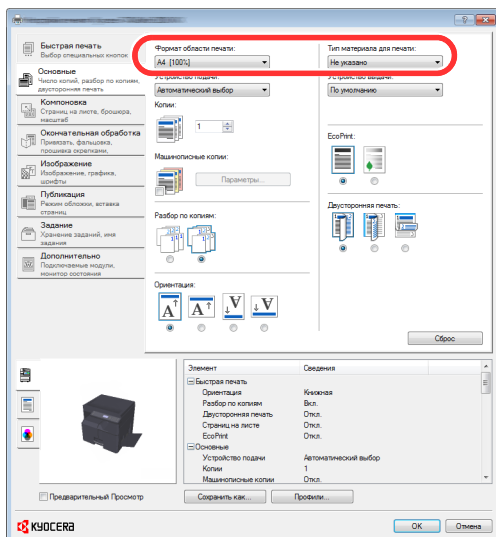 Быстрая печать
Выбор специальных кнопок
Основные
Число копий, разбор по копиям,
двусторонняя печать
Компоновка
Страниц на листе, брошюра,
масштаб
Окончательная обработка
Привязать, фальцовка,
прошивка скрепками,
Изображение
Изображение, графика,
шрифты
Публикация
Режим обложки, вставка
страниц
Задание
Хранение заданий, имя
задания
Дополнительно
Подключаемые модули,
монитор состояния
Формат области печати:
A4 [100%]
Устройство подачи:
Автоматический выбор
Копии:
1
Машинописные копии:
Параметры...
Разбор по копиям:
Ориентация:
Тип материала для печати:
Не указано
Устройство выдачи:
По умолчанию
EcoPrint:
Двусторонняя печать:
Сброс
Элемент Сведения
Быстрая печать
Ориентация Книжная
Разбор по копиям Вкл.
Двусторонняя печать Откл.
Страниц на листе Откл.
EcoPrint Откл.
Основные
Устройство подачи Автоматический выбор
Копии 1
Машинописные копии Откл.
Предварительный Просмотр
Сохранить как... Профили...
KYOCERA
OK Отмена